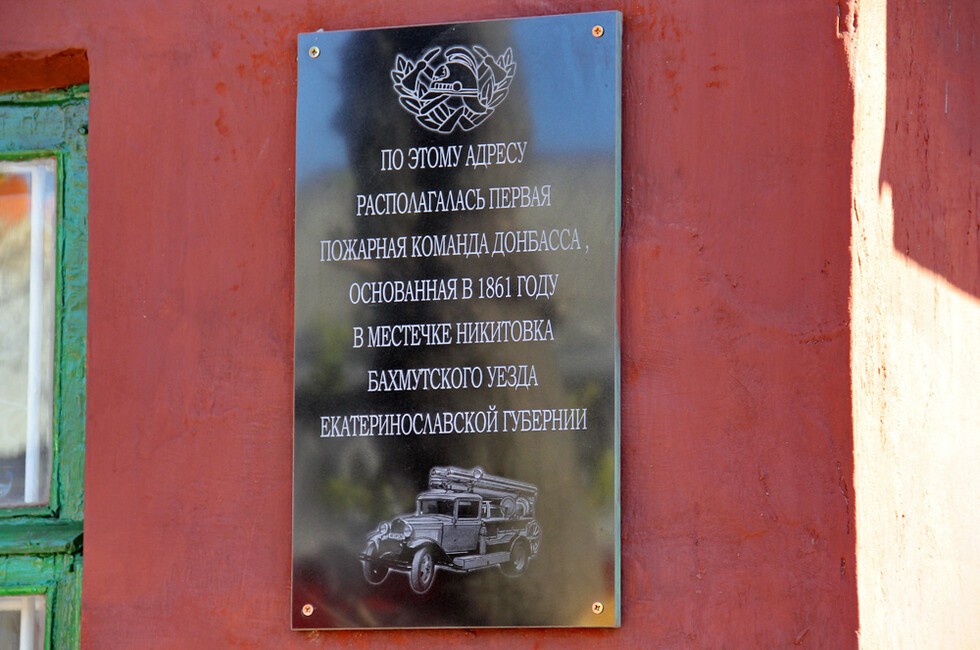 ПО ЭТОМУ АДРЕСУ
РАСПОЛАГАЛАСЬ ПЕРВАЯ
ПОЖАРНАЯ КОМАНДА ДОНБАССА ,
ОСНОВАННАЯ В 1861 ГОДУ
В МЕСТЕЧКЕ НИКИТОВКА
БАХМУТСКОГО УЕЗДА
ЕКАТЕРИНОСЛАВСКОЙ ГУБЕРНИИ